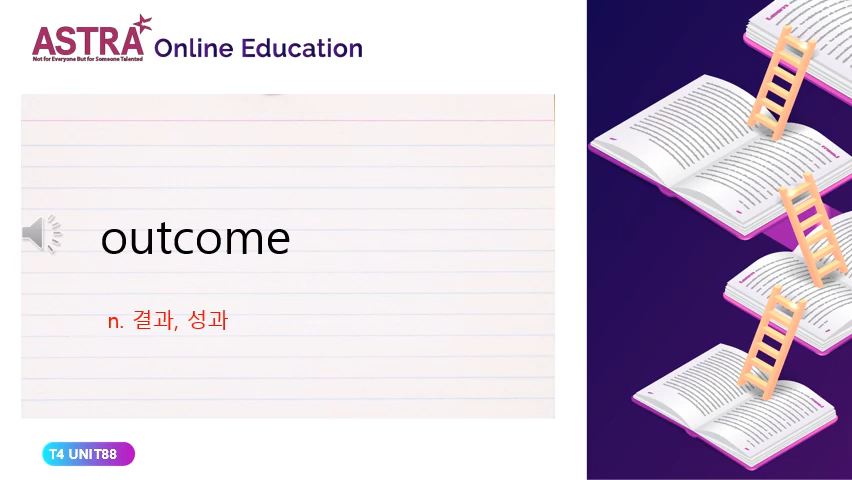 ASTRA
Not for Everyone But for Someone Talented
Online Education
outcome
n. 결과, 성과
T4 UNIT88